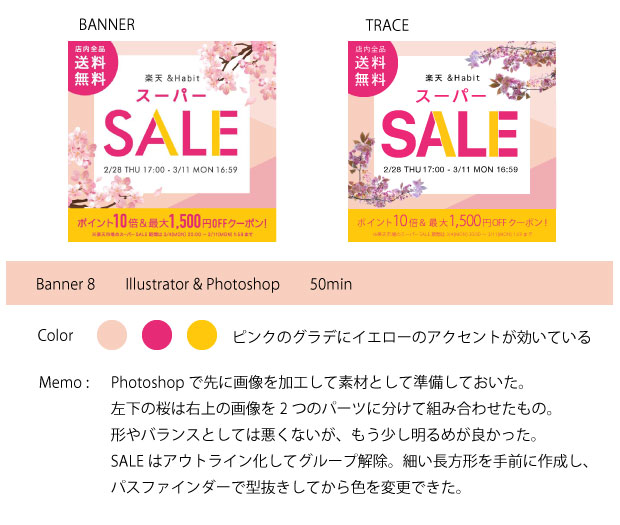 BANNER
TRACE
店内全品
送料
無料
楽天 &Habit
スーパー
SALE
2/28 THU 17:00 - 3/11 MON 16:59
ポイント10倍&最大1,500円OFFクーポン!
店内全品
送料
無料
楽天 &Habit
スーパー
SALE
2/28 THU 17:00 - 3/11 MON 16:59
ポイント10倍&最大1,500円OFFクーポン!
Banner 8 Illustrator & Photoshop 50min
Color ピンクのグラデにイエローのアクセントが効いている
Memo : Photoshop で先に画像を加工して素材として準備しておいた。
左下の桜は右上の画像を2つのパーツに分けて組み合わせたもの。
形やバランスとしては悪くないが、もう少し明るめが良かった。
SALE はアウトライン化してグループ解除。細い長方形を手前に作成し、
パスファインダーで型抜きしてから色を変更できた。